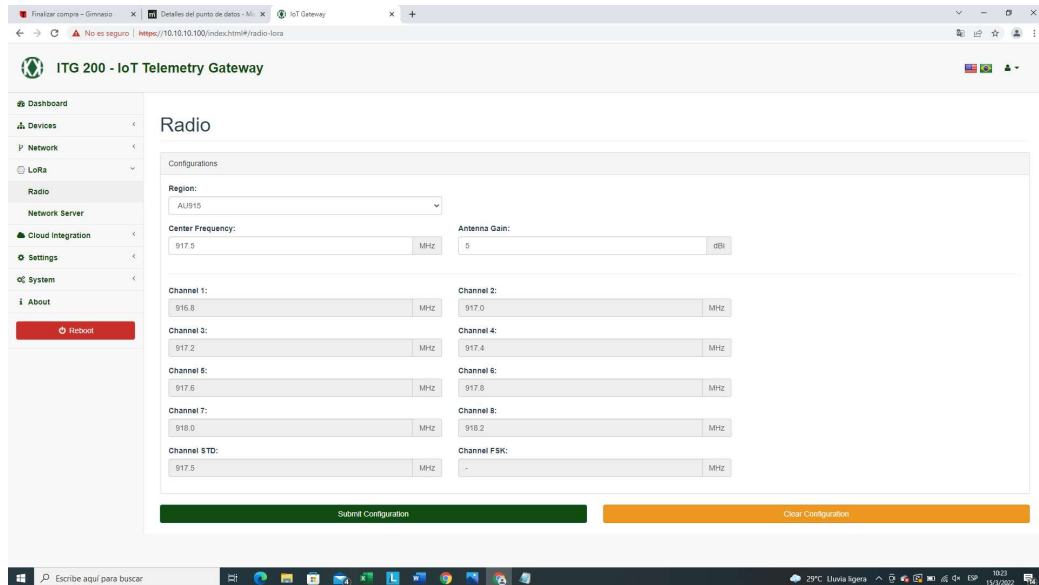 Finalizar compra – Gimnasio
Detalles del punto de datos - Mi
IoT Gateway
No es seguro | https://10.10.10.100/index.html#/radio-lora
ITG 200 - IoT Telemetry Gateway
Dashboard
Devices
Network
LoRa
Radio
Network Server
Cloud Integration
Settings
System
About
Reboot
Radio
Configurations
Region:
AU915
Center Frequency: Antenna Gain:
917.5 MHz 5 dBi
Channel 1: Channel 2:
916.8 MHz 917.0 MHz
Channel 3: Channel 4:
917.2 MHz 917.4 MHz
Channel 5: Channel 6:
917.6 MHz 917.8 MHz
Channel 7: Channel 8:
918.0 MHz 918.2 MHz
Channel STD: Channel FSK:
917.5 MHz - MHz
Submit Configuration Clear Configuration
Escribe aquí para buscar
29°C Lluvia ligera ESP
10:23
15/3/2022